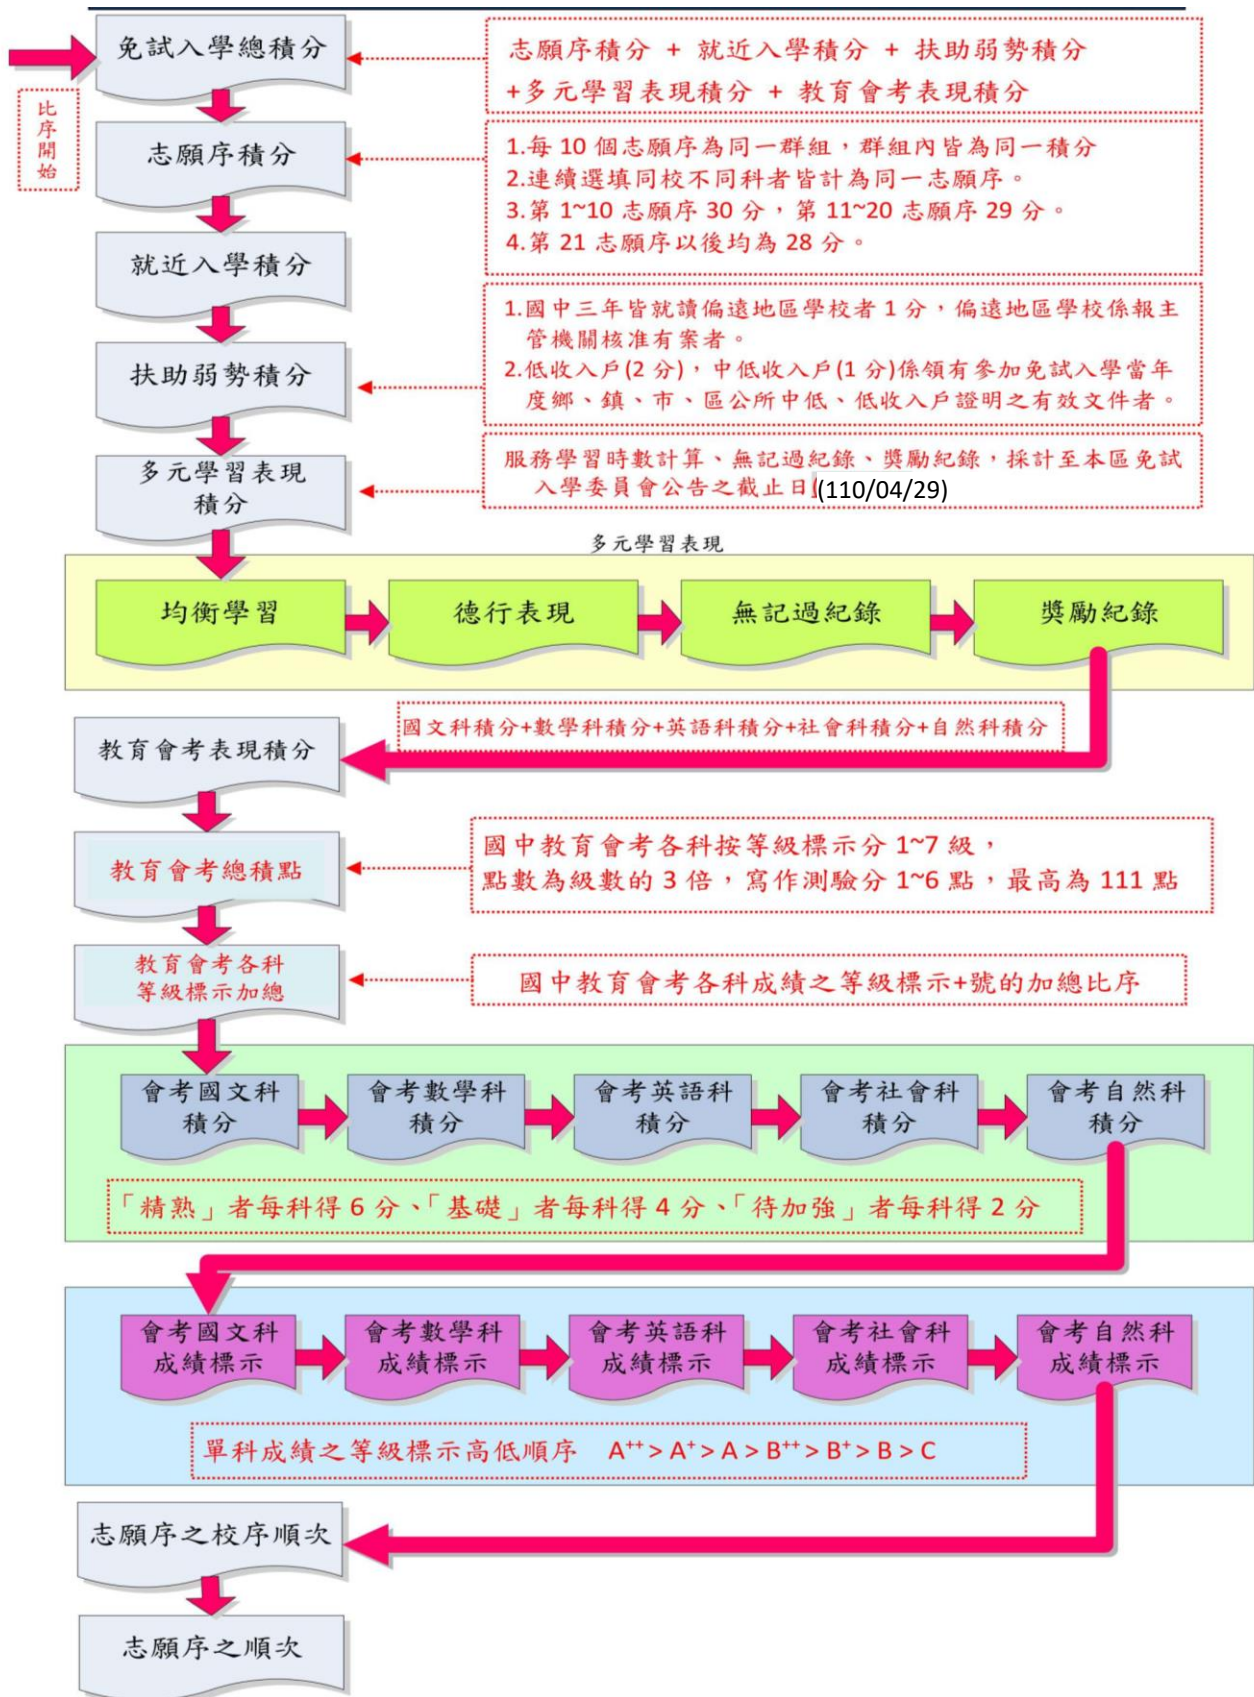 免試入學總積分
志願序積分 + 就近入學積分 + 扶助弱勢積分
+多元學習表現積分 + 教育會考表現積分
比
序
開
始
志願序積分
1.每 10 個志願序為同一群組，群組內皆為同一積分
2.連續選填同校不同科者皆計為同一志願序。
3.第 1~10 志願序 30 分，第 11~20 志願序 29 分。
4.第 21 志願序以後均為 28 分。
就近入學積分
扶助弱勢積分
1.國中三年皆就讀偏遠地區學校者 1 分，偏遠地區學校係報主
管機關核准有案者。
2.低收入戶(2 分)，中低收入戶(1 分)係領有參加免試入學當年
度鄉、鎮、市、區公所中低、低收入戶證明之有效文件者。
多元學習表現
積分
服務學習時數計算、無記過紀錄、獎勵紀錄，採計至本區免試
入學委員會公告之截止日(110/04/29)
多元學習表現
均衡學習
德行表現
無記過紀錄
獎勵紀錄
國文科積分+數學科積分+英語科積分+社會科積分+自然科積分
教育會考表現積分
教育會考總積點
國中教育會考各科按等級標示分 1~7 級，
點數為級數的 3 倍，寫作測驗分 1~6 點，最高為 111 點
教育會考各科
等級標示加總
國中教育會考各科成績之等級標示+號的加總比序
會考國文科
積分
會考數學科
積分
會考英語科
積分
會考社會科
積分
會考自然科
積分
「精熟」者每科得 6 分、「基礎」者每科得 4 分、「待加強」者每科得 2 分
會考國文科
成績標示
會考數學科
成績標示
會考英語科
成績標示
會考社會科
成績標示
會考自然科
成績標示
單科成績之等級標示高低順序 A⁺⁺ > A⁺ > A > B⁺⁺ > B⁺ > B > C
志願序之校序順次
志願序之順次